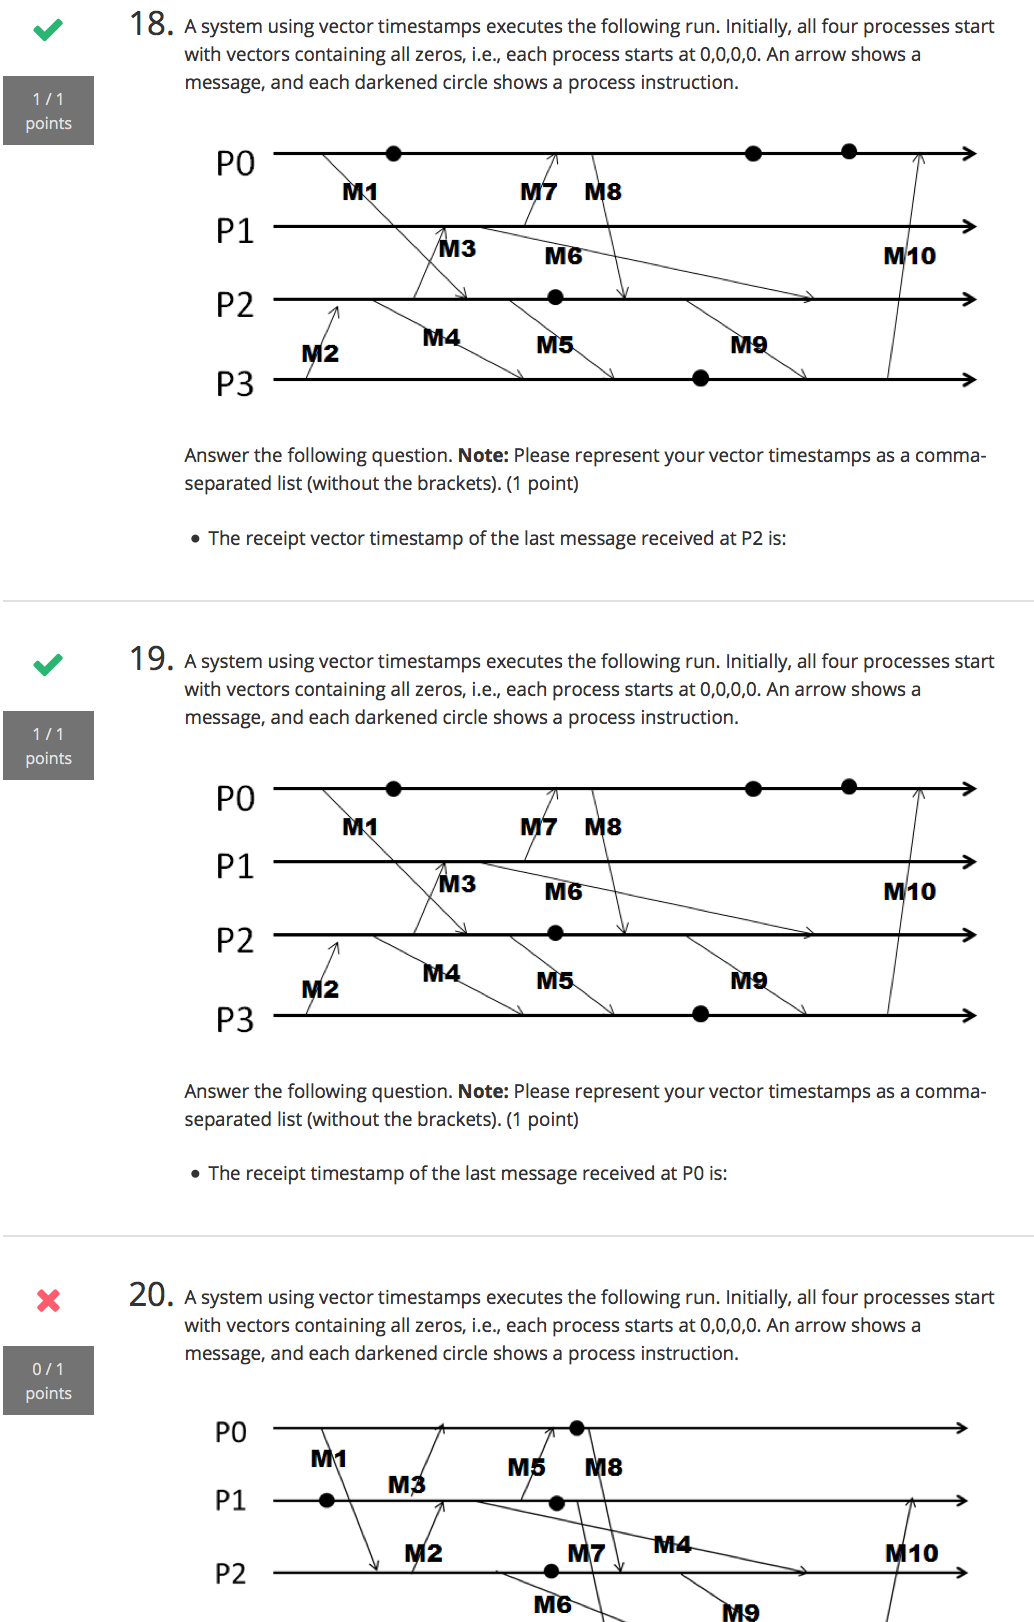 18. A system using vector timestamps executes the following run. Initially, all four processes start
with vectors containing all zeros, i.e., each process starts at 0,0,0,0. An arrow shows a
message, and each darkened circle shows a process instruction.
1 / 1
points
P0
M1 M7 M8
P1
M3 M6 M10
P2
M2 M4 M5 M9
P3
Answer the following question. Note: Please represent your vector timestamps as a comma-
separated list (without the brackets). (1 point)
• The receipt vector timestamp of the last message received at P2 is:
19. A system using vector timestamps executes the following run. Initially, all four processes start
with vectors containing all zeros, i.e., each process starts at 0,0,0,0. An arrow shows a
message, and each darkened circle shows a process instruction.
1 / 1
points
P0
M1 M7 M8
P1
M3 M6 M10
P2
M2 M4 M5 M9
P3
Answer the following question. Note: Please represent your vector timestamps as a comma-
separated list (without the brackets). (1 point)
• The receipt timestamp of the last message received at P0 is:
20. A system using vector timestamps executes the following run. Initially, all four processes start
with vectors containing all zeros, i.e., each process starts at 0,0,0,0. An arrow shows a
message, and each darkened circle shows a process instruction.
0 / 1
points
P0
M1 M3 M5 M8
P1
M2 M7 M4 M10
P2
M6 M9